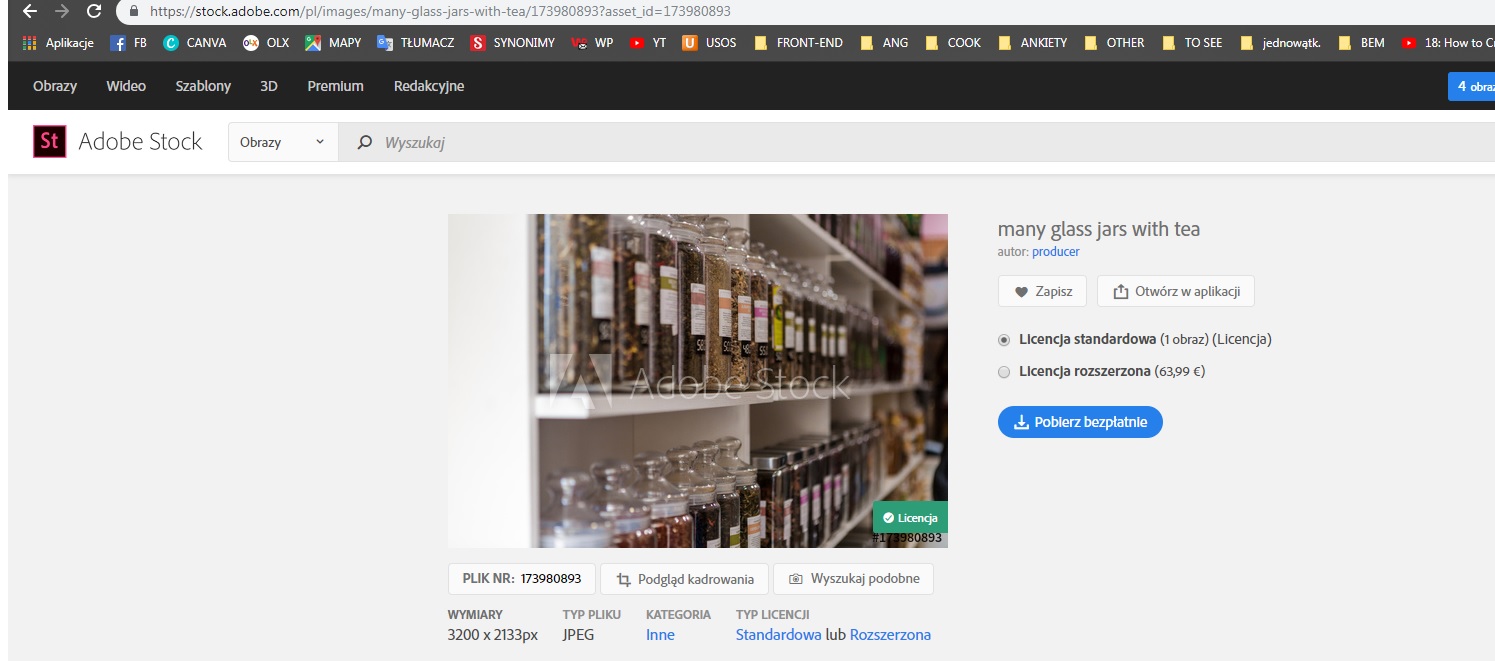 https://stock.adobe.com/pl/images/many-glass-jars-with-tea/173980893?asset_id=173980893
Aplikacje FB CANVA OLX MAPY TŁUMACZ SYNONIMY WP YT USOS FRONT-END ANG COOK ANKIETY OTHER TO SEE jednowątk. BEM 18: How to Cr
Obrazy Wideo Szablony 3D Premium Redakcyjne
4 obraz
St Adobe Stock Obrazy Wyszukaj
many glass jars with tea
autor: producer
Zapisz Otwórz w aplikacji
Licencja standardowa (1 obraz) (Licencja)
Licencja rozszerzona (63,99 €)
Pobierz bezpłatnie
Adobe Stock
Licencja
#173980893
PLIK NR: 173980893 Podgląd kadrowania Wyszukaj podobne
WYMIARY TYP PLIKU KATEGORIA TYP LICENCJI
3200 x 2133px JPEG Inne Standardowa lub Rozszerzona